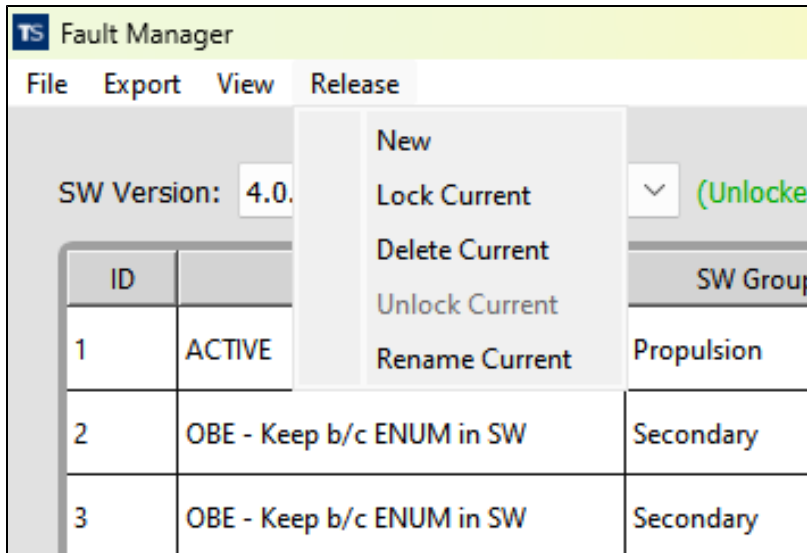 TS Fault Manager
File Export View Release
New
Lock Current
Delete Current
Unlock Current
Rename Current
SW Version: 4.0. (Unlocke
ID SW Group
1 ACTIVE Propulsion
2 OBE - Keep b/c ENUM in SW Secondary
3 OBE - Keep b/c ENUM in SW Secondary